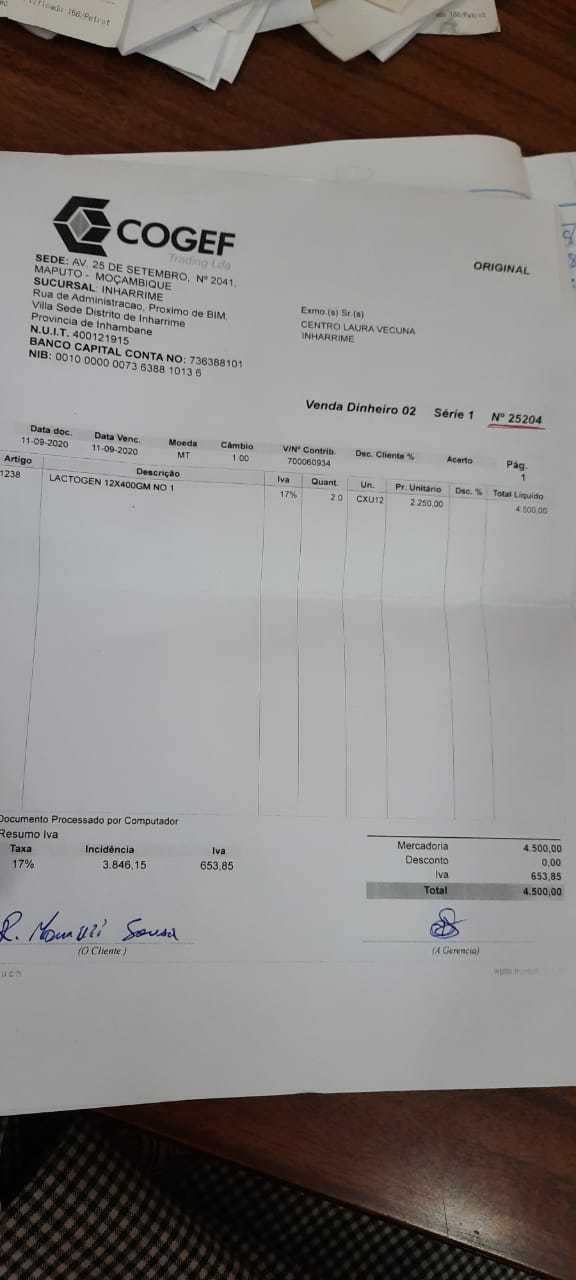 COGEF
Trading Lda
SEDE: AV. 25 DE SETEMBRO, Nº 2041,
MAPUTO - MOÇAMBIQUE
SUCURSAL: INHARRIME
Rua de Administracao, Proximo de BIM,
Villa Sede Distrito de Inharrime
Provincia de Inhambane
N.U.I.T. 400121915
BANCO CAPITAL CONTA NO: 736388101
NIB: 0010 0000 0073 6388 1013 6
ORIGINAL
Exmo.(s) Sr.(s)
CENTRO LAURA VECUNA
INHARRIME
Venda Dinheiro 02 Série 1 Nº 25204
Data doc. Data Venc. Moeda Câmbio V/Nº Contrib. Dsc. Cliente % Acerto Pág.
11-09-2020 11-09-2020 MT 1.00 700060934 1
Artigo Descrição Iva Quant. Un. Pr. Unitário Dsc. % Total Líquido
1238 LACTOGEN 12X400GM NO 1 17% 2.0 CXU12 2.250,00 4.500,00
Documento Processado por Computador
Resumo Iva
Taxa Incidência Iva
17% 3.846,15 653,85
Mercadoria 4.500,00
Desconto 0,00
Iva 653,85
Total 4.500,00
R. Sousa
(O Cliente)
(A Gerencia)